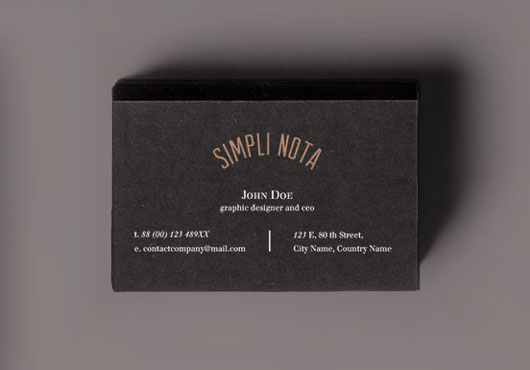 SIMPLI NOTA
John Doe
graphic designer and ceo
t. 88 (00) 123 489XX
e. contactcompany@mail.com
123 E, 80 th Street,
City Name, Country Name